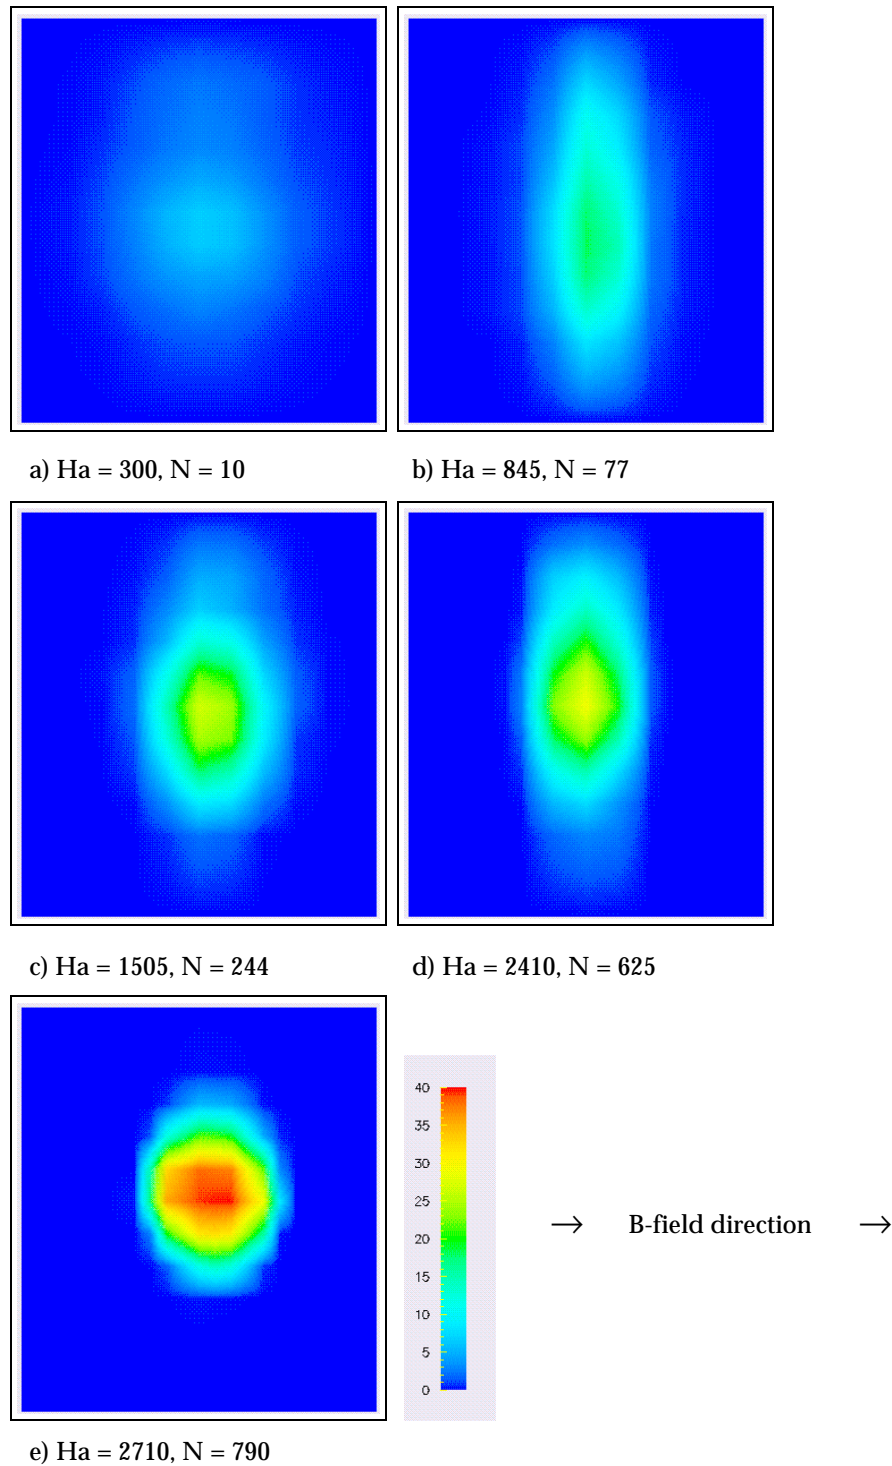 a) Ha = 300, N = 10
b) Ha = 845, N = 77
c) Ha = 1505, N = 244
d) Ha = 2410, N = 625
40
35
30
25
20
15
10
5
0
→ B-field direction →
e) Ha = 2710, N = 790